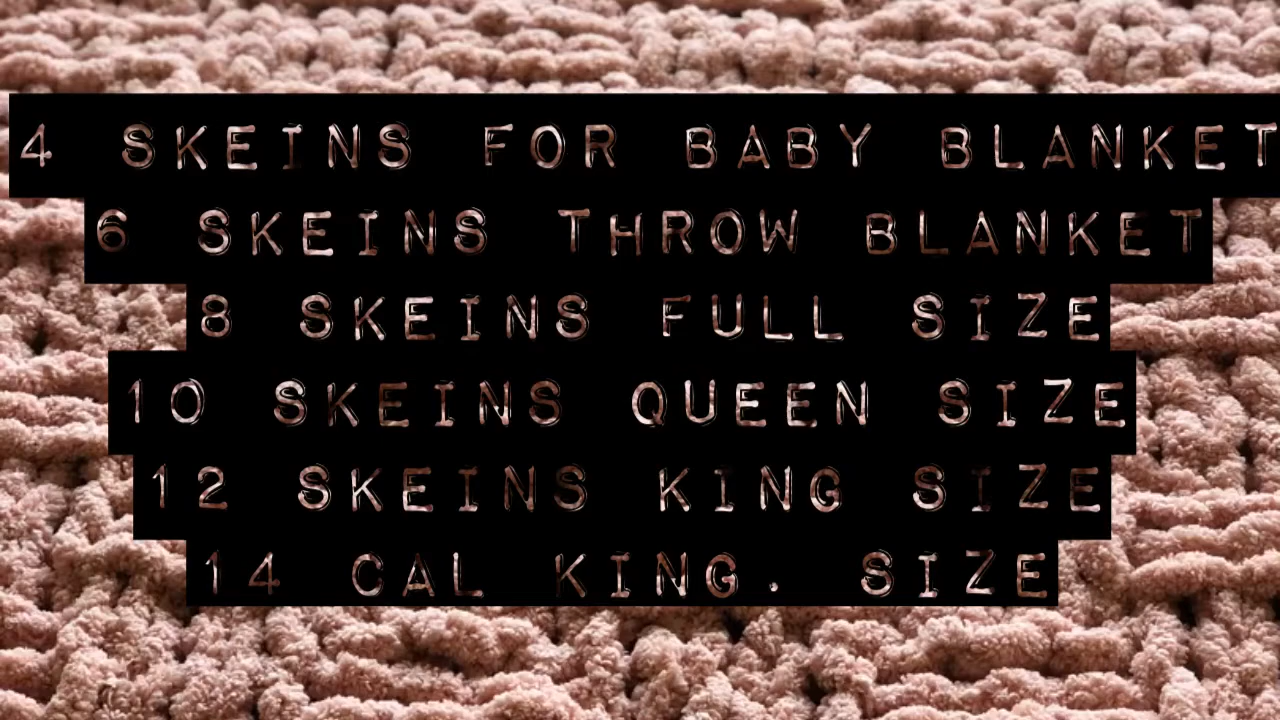 4 SKEINS FOR BABY BLANKET
6 SKEINS THROW BLANKET
8 SKEINS FULL SIZE
10 SKEINS QUEEN SIZE
12 SKEINS KING SIZE
14 CAL KING. SIZE